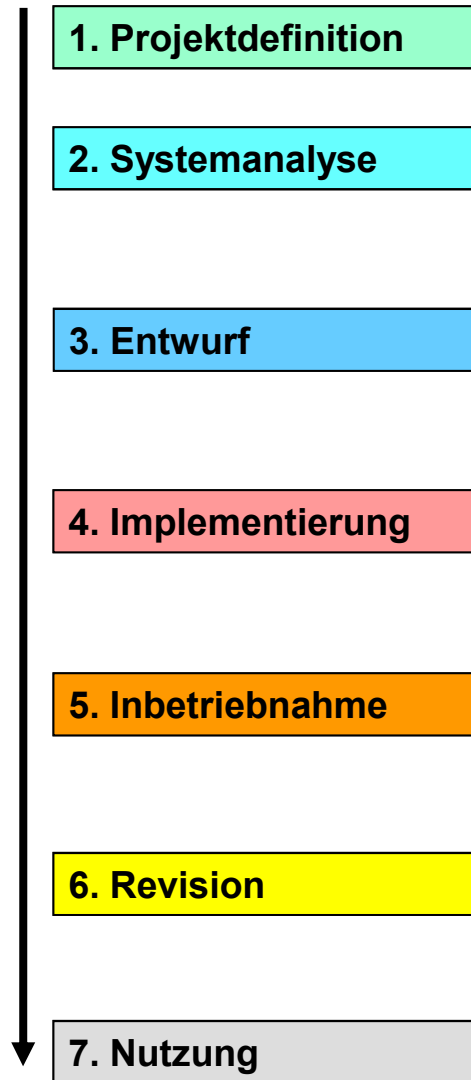 1. Projektdefinition
2. Systemanalyse
3. Entwurf
4. Implementierung
5. Inbetriebnahme
6. Revision
7. Nutzung